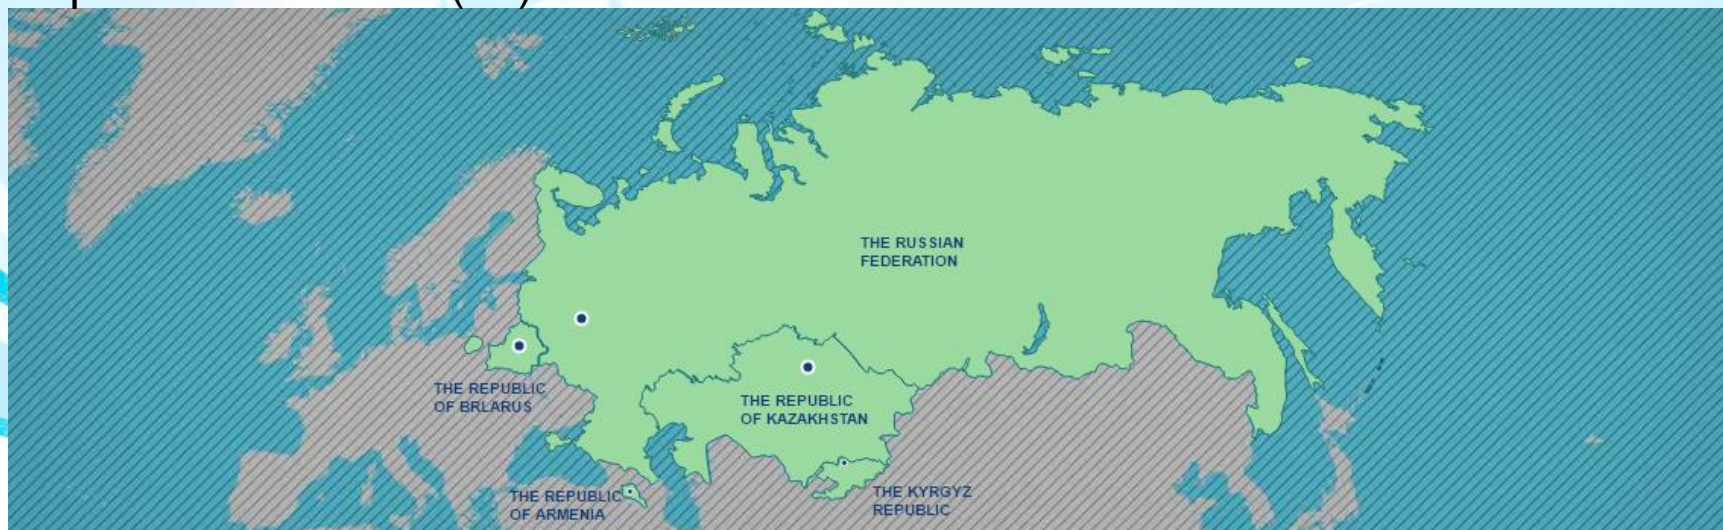 THE RUSSIAN
FEDERATION
THE REPUBLIC
OF BRLARUS
THE REPUBLIC
OF KAZAKHSTAN
THE REPUBLIC
OF ARMENIA
THE KYRGYZ
REPUBLIC